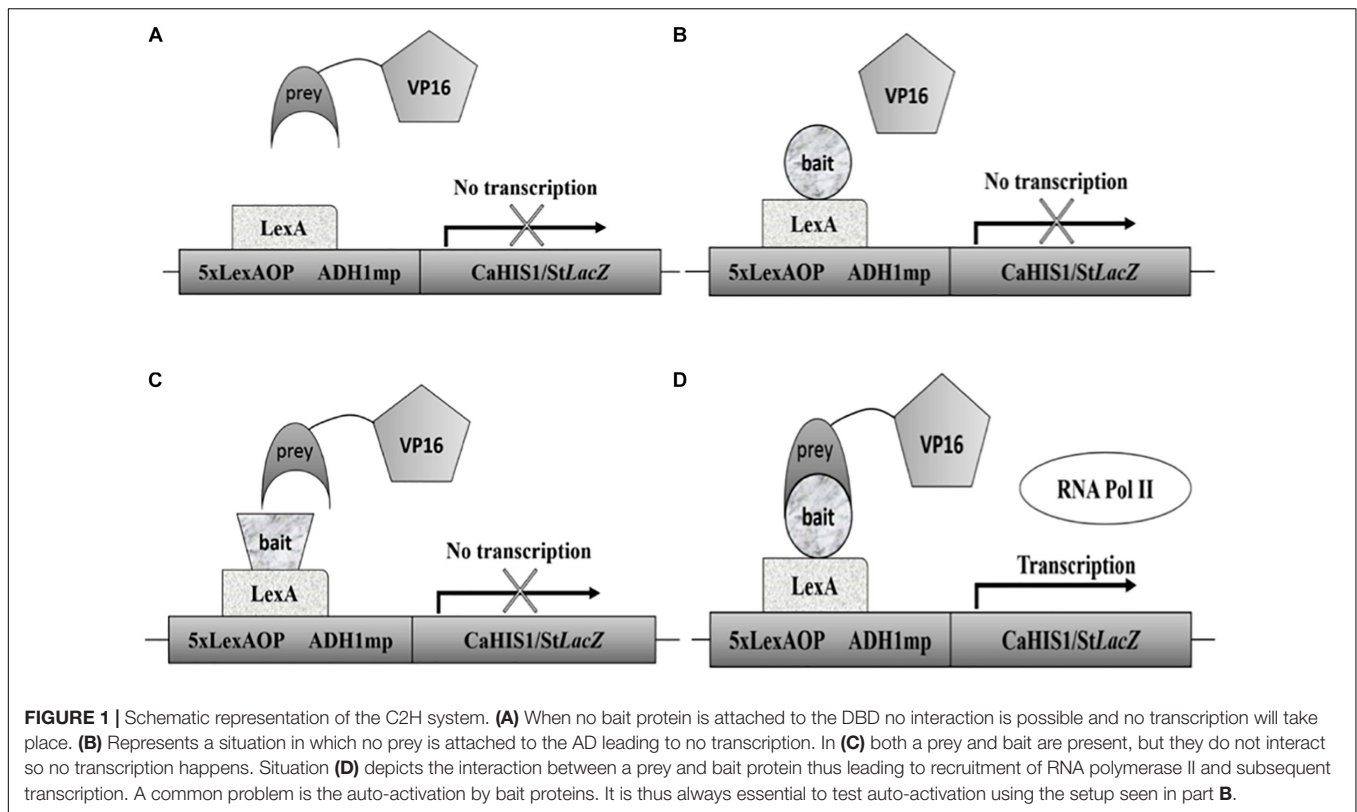 A
prey
VP16
No transcription
LexA
5xLexAOP ADH1mp CaHIS1/StLacZ
B
VP16
bait
No transcription
LexA
5xLexAOP ADH1mp CaHIS1/StLacZ
C
prey
VP16
bait
No transcription
LexA
5xLexAOP ADH1mp CaHIS1/StLacZ
D
prey
VP16
RNA Pol II
bait
Transcription
LexA
5xLexAOP ADH1mp CaHIS1/StLacZ
FIGURE 1 | Schematic representation of the C2H system. (A) When no bait protein is attached to the DBD no interaction is possible and no transcription will take
place. (B) Represents a situation in which no prey is attached to the AD leading to no transcription. In (C) both a prey and bait are present, but they do not interact
so no transcription happens. Situation (D) depicts the interaction between a prey and bait protein thus leading to recruitment of RNA polymerase II and subsequent
transcription. A common problem is the auto-activation by bait proteins. It is thus always essential to test auto-activation using the setup seen in part B.